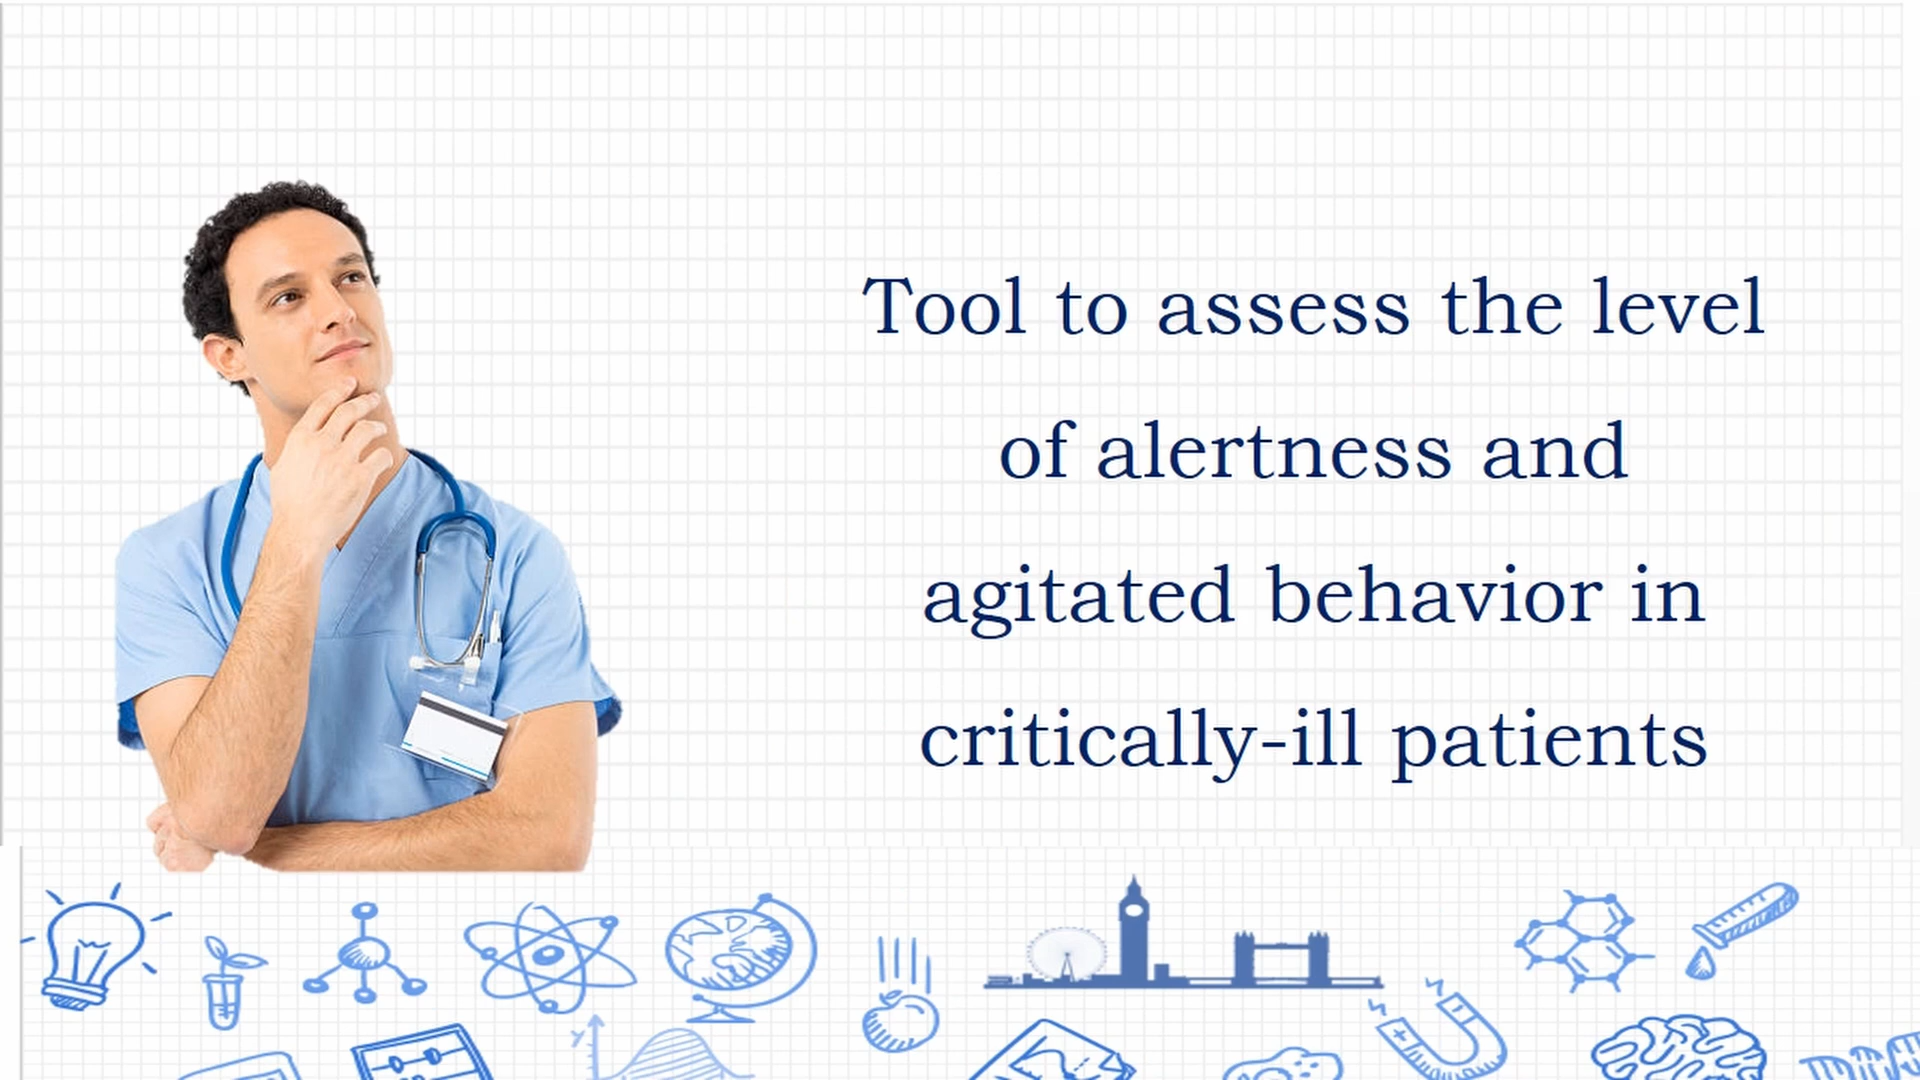 Tool to assess the level
of alertness and
agitated behavior in
critically-ill patients